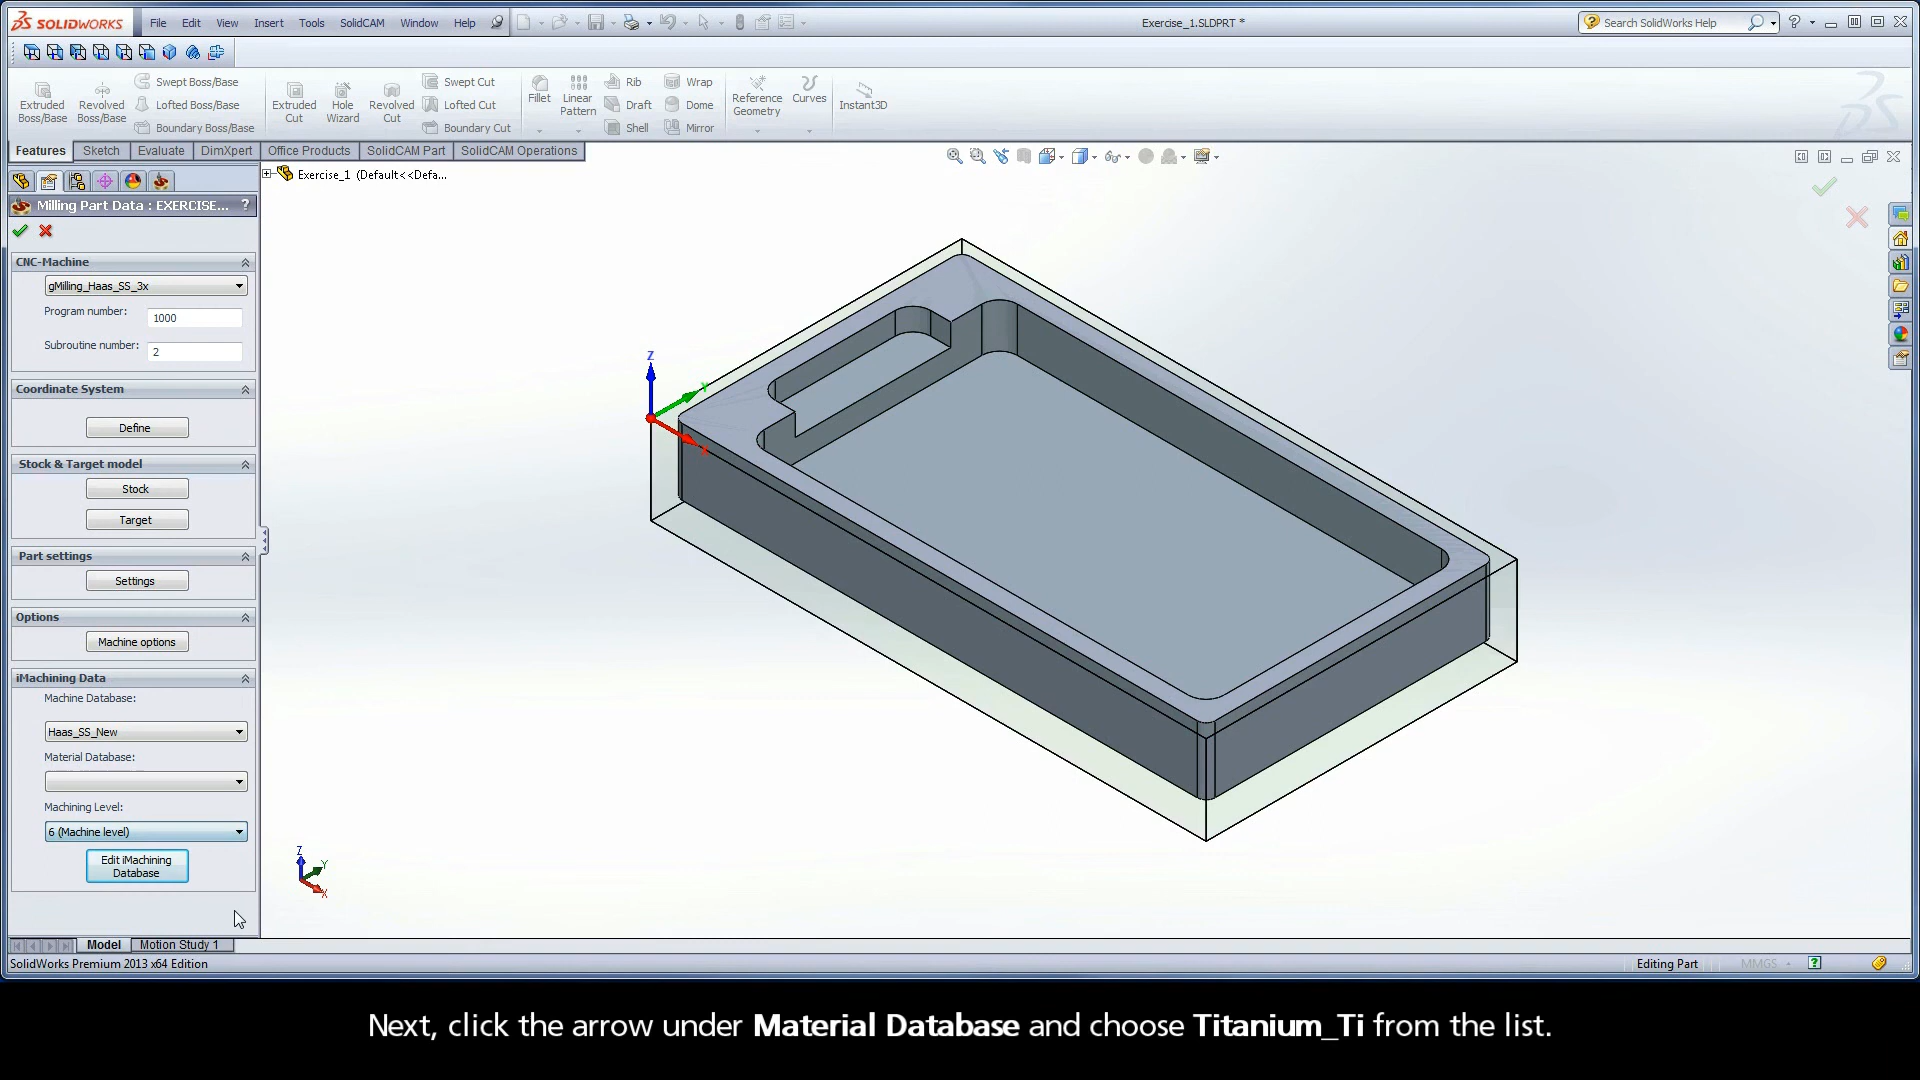 SOLIDWORKS File Edit View Insert Tools SolidCAM Window Help Exercise_1.SLDPRT * Search SolidWorks Help
Extruded Boss/Base
Revolved Boss/Base
Swept Boss/Base
Lofted Boss/Base
Boundary Boss/Base
Extruded Cut
Hole Wizard
Revolved Cut
Swept Cut
Lofted Cut
Boundary Cut
Fillet
Linear Pattern
Rib
Draft
Shell
Wrap
Dome
Mirror
Reference Geometry
Curves
Instant3D
Features Sketch Evaluate DimXpert Office Products SolidCAM Part SolidCAM Operations
Exercise_1 (Default<<Defa...
Milling Part Data : EXERCISE... ?
CNC-Machine
gMilling_Haas_SS_3x
Program number: 1000
Subroutine number: 2
Coordinate System
Define
Stock & Target model
Stock
Target
Part settings
Settings
Options
Machine options
iMachining Data
Machine Database:
Haas_SS_New
Material Database:
Machining Level:
6 (Machine level)
Edit iMachining
Database
Z
Y
X
Z
Y
X
Model Motion Study 1
SolidWorks Premium 2013 x64 Edition Editing Part MMGS
Next, click the arrow under Material Database and choose Titanium_Ti from the list.